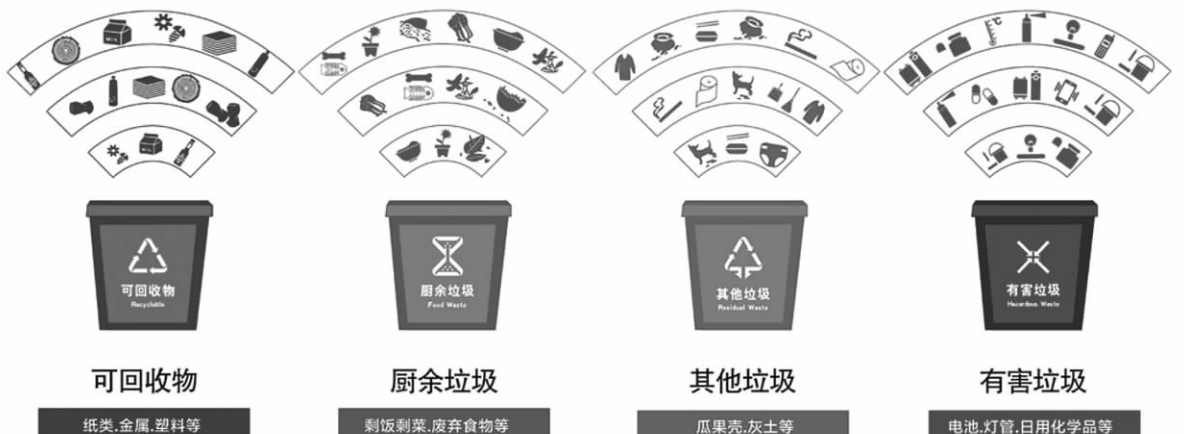 ℃
可回收物
Recyclable
厨余垃圾
Food Waste
其他垃圾
Residual Waste
有害垃圾
Hazardous Waste
可回收物
厨余垃圾
其他垃圾
有害垃圾
纸类.金属.塑料等
剩饭剩菜.废弃食物等
瓜果壳.灰土等
电池.灯管.日用化学品等